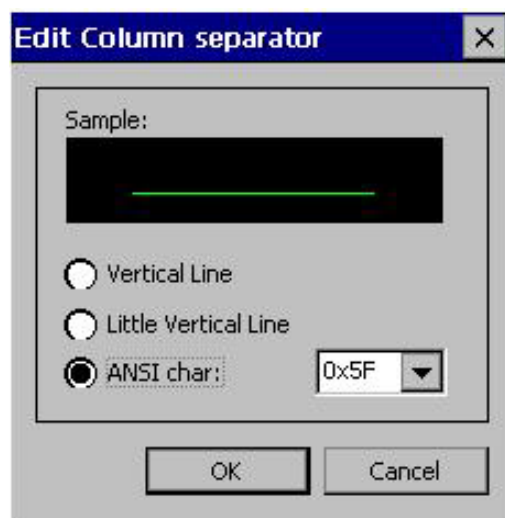 Edit Column separator
Sample:
Vertical Line
Little Vertical Line
ANSI char: 0x5F
OK Cancel